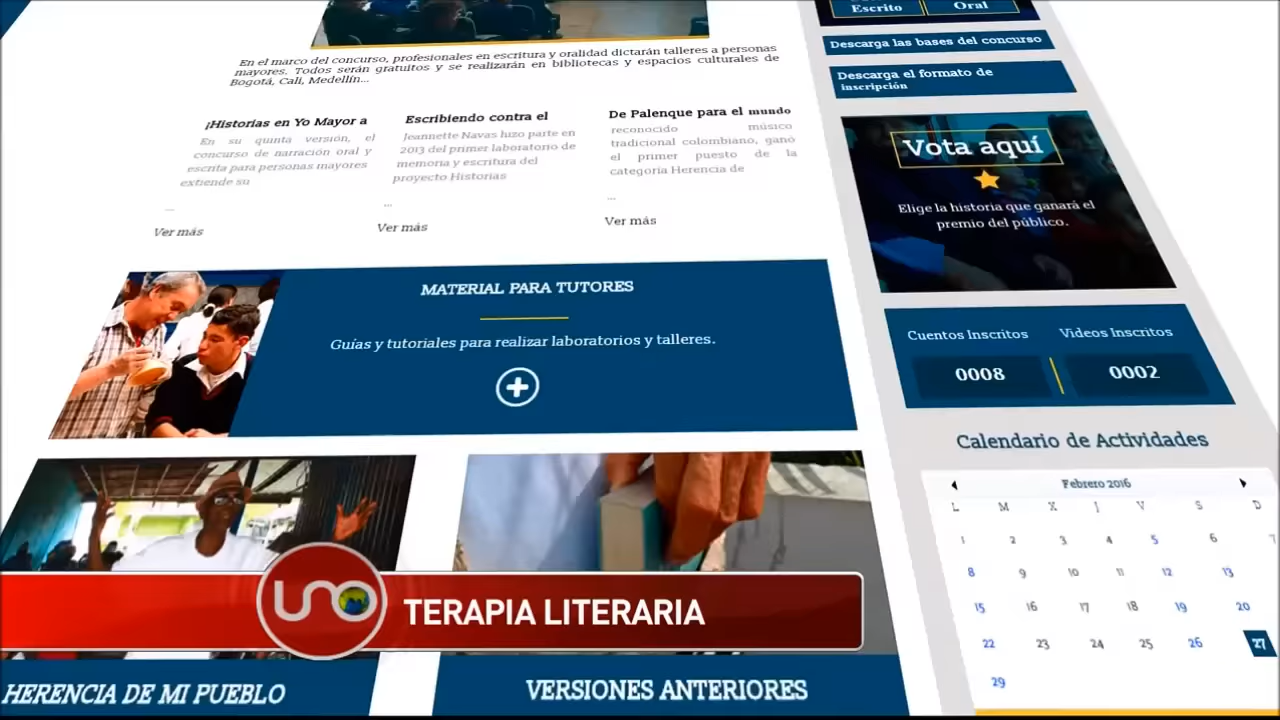 En el marco del concurso, profesionales en escritura y oralidad dictarán talleres a personas
mayores. Todos serán gratuitos y se realizarán en bibliotecas y espacios culturales de
Bogotá, Cali, Medellín...
¡Historias en Yo Mayor a
En su quinta versión, el
concurso de narración oral y
escrita para personas mayores
extiende su
...
Ver más
Escribiendo contra el
Jeannette Navas hizo parte en
2013 del primer laboratorio de
memoria y escritura del
proyecto Historias
...
Ver más
De Palenque para el mundo
reconocido músico
tradicional colombiano, ganó
el primer puesto de la
categoría Herencia de
...
Ver más
MATERIAL PARA TUTORES
Guías y tutoriales para realizar laboratorios y talleres.
HERENCIA DE MI PUEBLO
VERSIONES ANTERIORES
Escrito
Oral
Descarga las bases del concurso
Descarga el formato de
inscripción
Vota aquí
Elige la historia que ganará el
premio del público.
Cuentos Inscritos
Videos Inscritos
0008
0002
Calendario de Actividades
Febrero 2016
L M X J V S D
1 2 3 4 5 6 7
8 9 10 11 12 13
15 16 17 18 19 20
22 23 24 25 26 27
29
uno
TERAPIA LITERARIA